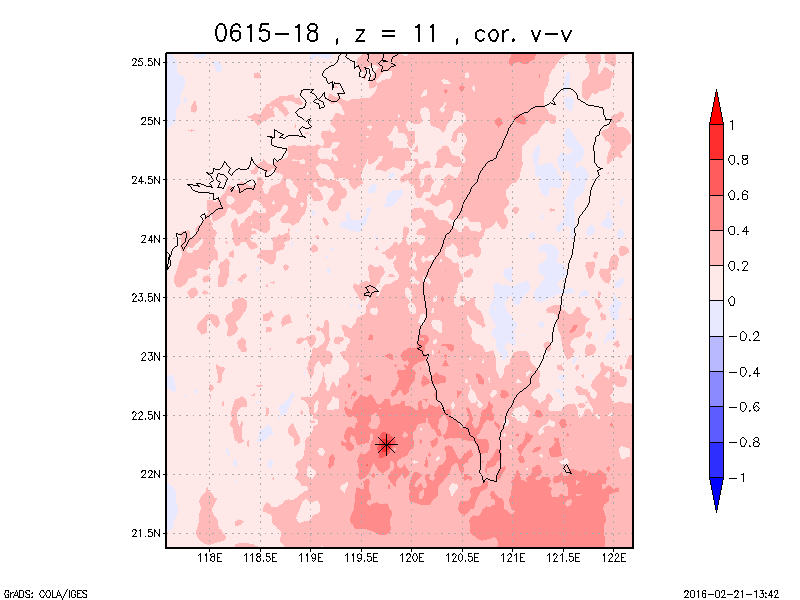 0615-18 , z = 11 , cor. v-v
25.5N
25N
24.5N
24N
23.5N
23N
22.5N
22N
21.5N
118E 118.5E 119E 119.5E 120E 120.5E 121E 121.5E 122E
1
0.8
0.6
0.4
0.2
0
-0.2
-0.4
-0.6
-0.8
-1
GrADS: COLA/IGES
2016-02-21-13:42